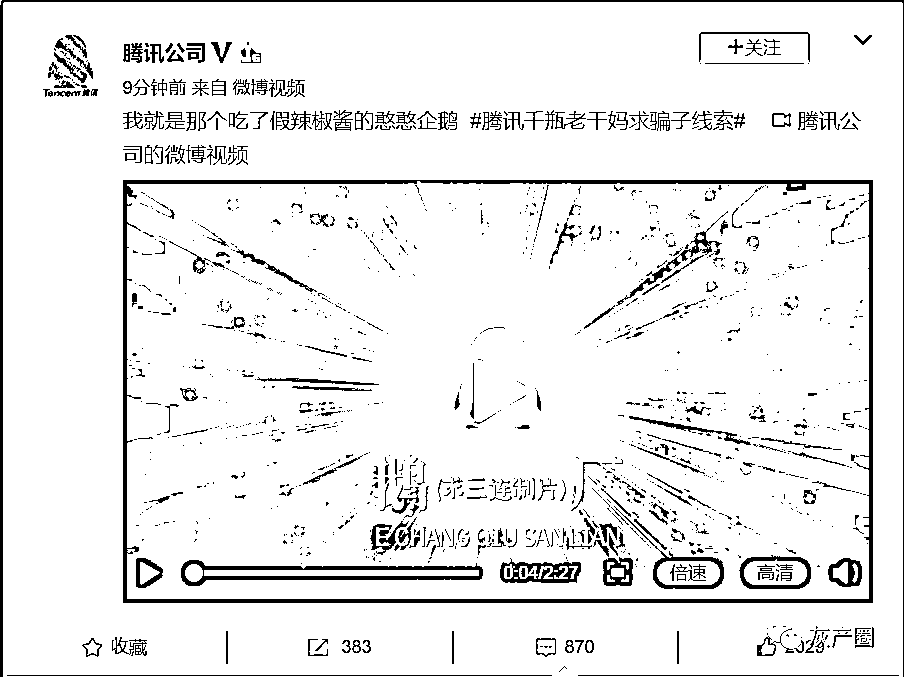 腾讯公司 V
Tencent 腾讯
+关注
9分钟前 来自 微博视频
我就是那个吃了假辣椒酱的憨憨企鹅 #腾讯千瓶老干妈求骗子线索# 腾讯公
司的微博视频
鹅(求三连制片)厂
E CHANG QIU SAN LIAN
0:04/2:27
倍速
高清
收藏
383
870
灰产圈